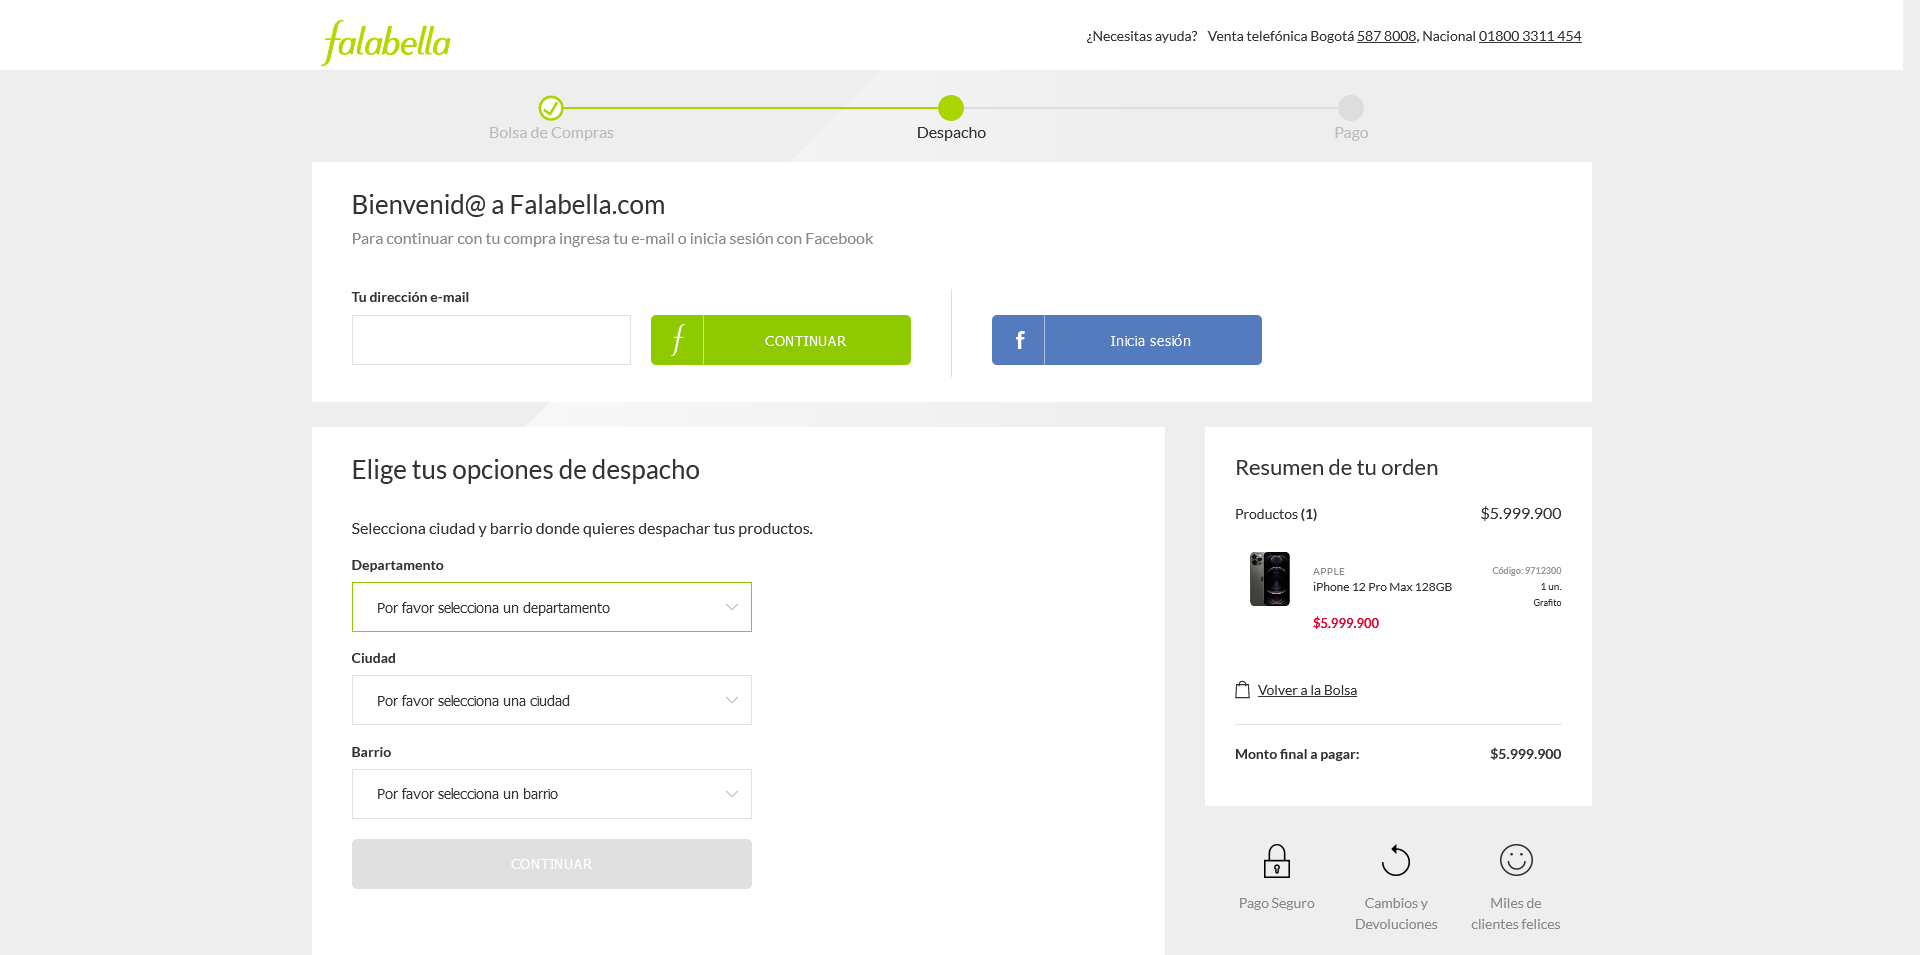 falabella
¿Necesitas ayuda? Venta telefónica Bogotá 587 8008, Nacional 01800 3311 454
Bolsa de Compras
Despacho
Pago
Bienvenid@ a Falabella.com
Para continuar con tu compra ingresa tu e-mail o inicia sesión con Facebook
Tu dirección e-mail
f CONTINUAR
f Inicia sesión
Elige tus opciones de despacho
Selecciona ciudad y barrio donde quieres despachar tus productos.
Departamento
Por favor selecciona un departamento
Ciudad
Por favor selecciona una ciudad
Barrio
Por favor selecciona un barrio
CONTINUAR
Resumen de tu orden
Productos (1) $5.999.900
APPLE
iPhone 12 Pro Max 128GB
$5.999.900
Código: 9712300
1 un.
Grafito
Volver a la Bolsa
Monto final a pagar: $5.999.900
Pago Seguro
Cambios y
Devoluciones
Miles de
clientes felices